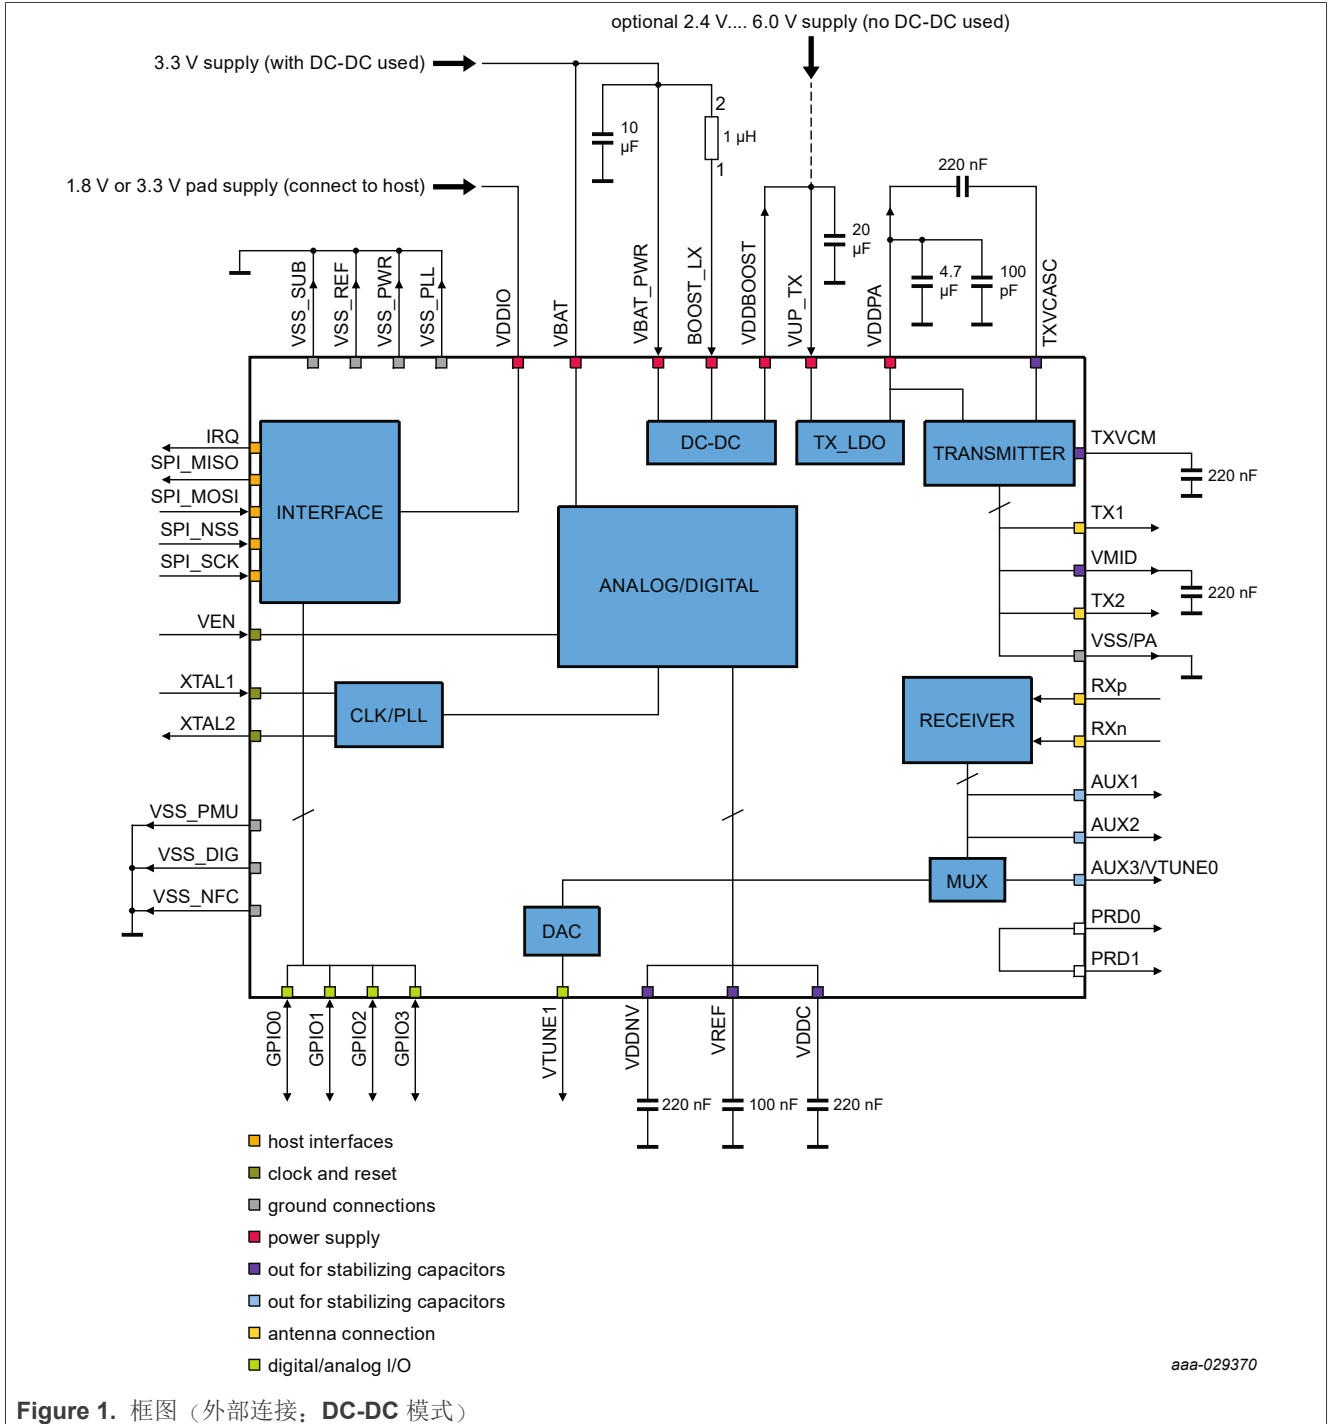 optional 2.4 V.... 6.0 V supply (no DC-DC used)
3.3 V supply (with DC-DC used)
2
10
µF
1 µH
1
220 nF
1.8 V or 3.3 V pad supply (connect to host)
20
µF
4.7
µF
100
pF
VSS_SUB
VSS_REF
VSS_PWR
VSS_PLL
VDDIO
VBAT
VBAT_PWR
BOOST_LX
VDDBOOST
VUP_TX
VDDPA
TXVCASC
IRQ
SPI_MISO
SPI_MOSI
SPI_NSS
SPI_SCK
INTERFACE
DC-DC
TX_LDO
TRANSMITTER
TXVCM
220 nF
TX1
VMID
220 nF
TX2
VSS/PA
ANALOG/DIGITAL
VEN
XTAL1
XTAL2
CLK/PLL
RECEIVER
RXp
RXn
AUX1
AUX2
AUX3/VTUNE0
MUX
VSS_PMU
VSS_DIG
VSS_NFC
DAC
PRD0
PRD1
GPIO0
GPIO1
GPIO2
GPIO3
VTUNE1
VDDNV
VREF
VDDC
220 nF
100 nF
220 nF
host interfaces
clock and reset
ground connections
power supply
out for stabilizing capacitors
out for stabilizing capacitors
antenna connection
digital/analog I/O
aaa-029370
Figure 1. 框图（外部连接：DC-DC 模式）